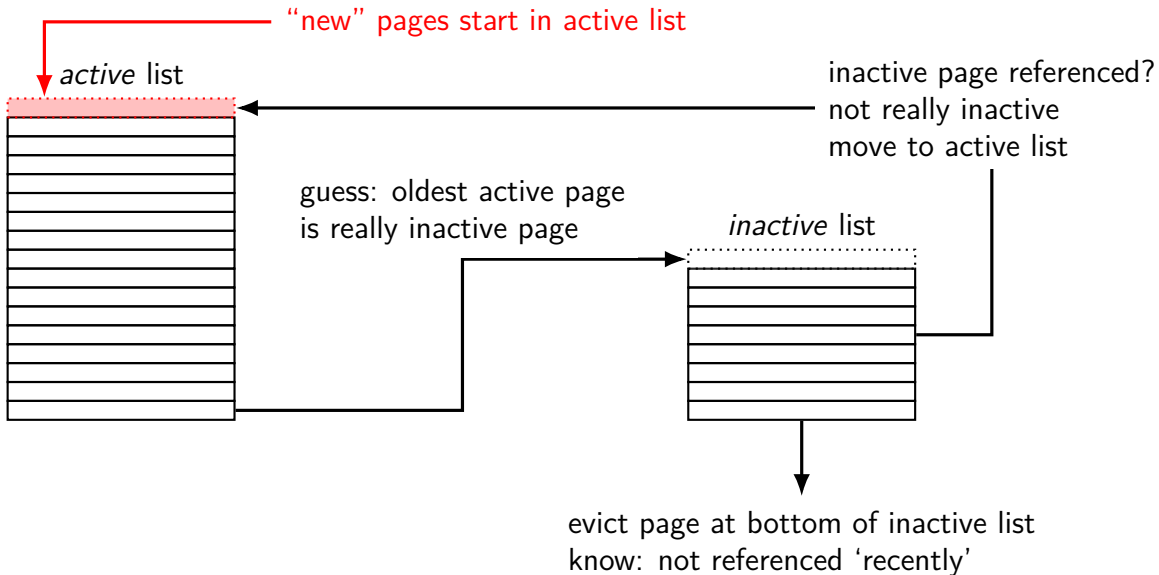 “new” pages start in active list
active list
inactive page referenced?
not really inactive
move to active list
guess: oldest active page
is really inactive page
inactive list
evict page at bottom of inactive list
know: not referenced ‘recently’